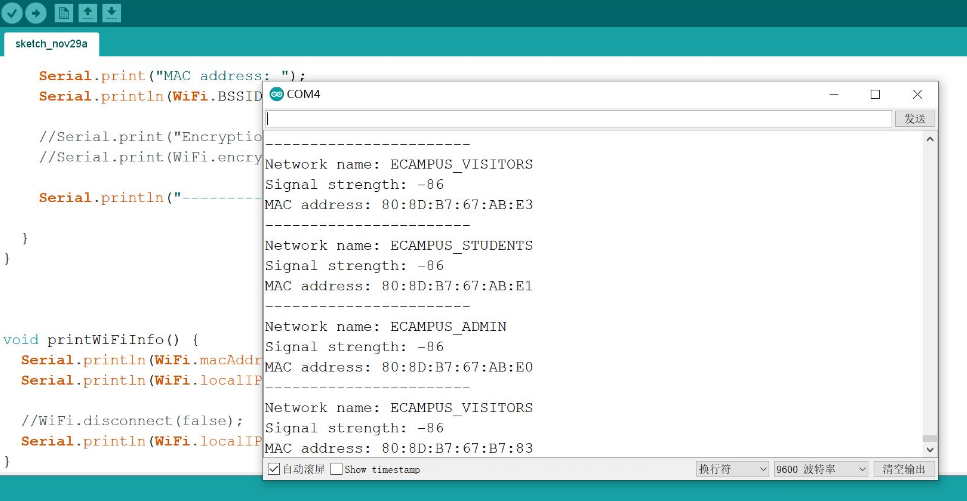 sketch_nov29a
Serial.print("MAC address: ");
Serial.println(WiFi.BSSID
//Serial.print("Encryptio
//Serial.print(WiFi.encry
Serial.println("---------
}
}
void printWiFiInfo() {
Serial.println(WiFi.macAddr
Serial.println(WiFi.localIP
//WiFi.disconnect(false);
Serial.println(WiFi.localIP
}
COM4
发送
-----------------------
Network name: ECAMPUS_VISITORS
Signal strength: -86
MAC address: 80:8D:B7:67:AB:E3
-----------------------
Network name: ECAMPUS_STUDENTS
Signal strength: -86
MAC address: 80:8D:B7:67:AB:E1
-----------------------
Network name: ECAMPUS_ADMIN
Signal strength: -86
MAC address: 80:8D:B7:67:AB:E0
-----------------------
Network name: ECAMPUS_VISITORS
Signal strength: -86
MAC address: 80:8D:B7:67:B7:83
自动滚屏 Show timestamp 换行符 9600 波特率 清空输出